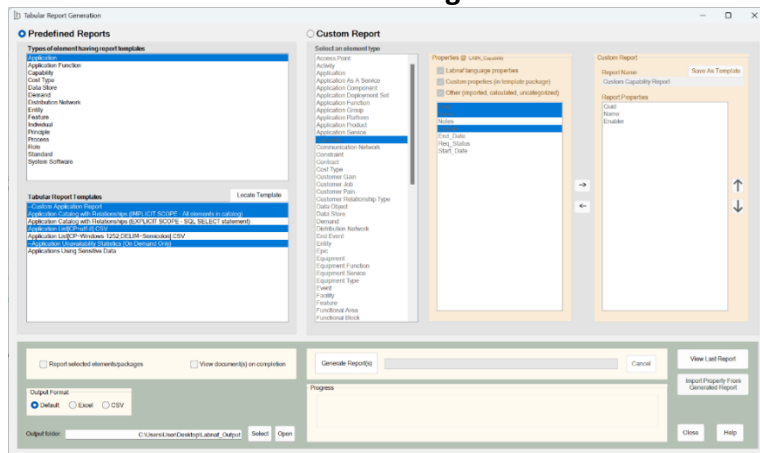 Tabular Report Generation
Predefined Reports
Types of element having report templates
Application
Application Function
Capability
Cost Type
Data Store
Demand
Distribution Network
Entity
Feature
Individual
Principle
Process
Role
Standard
System Software
Tabular Report Templates
Locate Template
~Custom Application Report
Application Catalog with Relationships (IMPLICIT SCOPE - All elements in catalog)
Application Catalog with Relationships (EXPLICIT SCOPE - SQL SELECT statement)
Application List[CP=utf-8].CSV
Application List[CP=Windows-1252,DELIM=Semicolon].CSV
~Application Unavailability Statistics (On Demand Only)
Applications Using Sensitive Data
Custom Report
Select an element type
Access Point
Activity
Application
Application As A Service
Application Component
Application Deployment Set
Application Function
Application Group
Application Platform
Application Product
Application Service
Communication Network
Constraint
Contract
Cost Type
Customer Gain
Customer Job
Customer Pain
Customer Relationship Type
Data Object
Data Store
Demand
Distribution Network
End Event
Entity
Epic
Equipment
Equipment Function
Equipment Service
Equipment Type
Event
Facility
Feature
Functional Area
Functional Block
Properties @ LABN_Capability
Labnaf language properties
Custom properties (in template package)
Other (imported, calculated, uncategorized)
Notes
End_Date
Req_Status
Start_Date
Custom Report
Report Name
Save As Template
Custom Capability Report
Report Properties
Guid
Name
Enabler
Report selected elements/packages
View document(s) on completion
Output Format
Default
Excel
CSV
Output folder
C:\Users\User\Desktop\Labnaf_Output
Select
Open
Generate Report(s)
Cancel
Progress
View Last Report
Import Property From
Generated Report
Close
Help